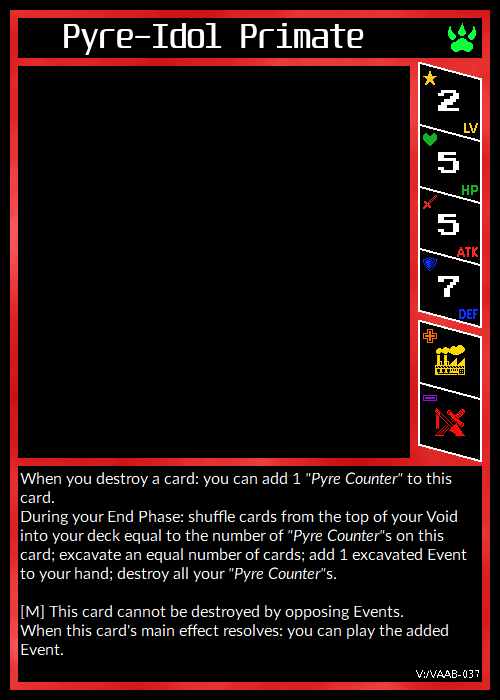 Pyre-Idol Primate
2
LV
5
HP
5
ATK
7
DEF
When you destroy a card: you can add 1 "Pyre Counter" to this
card.
During your End Phase: shuffle cards from the top of your Void
into your deck equal to the number of "Pyre Counter"s on this
card; excavate an equal number of cards; add 1 excavated Event
to your hand; destroy all your "Pyre Counter"s.
[M] This card cannot be destroyed by opposing Events.
When this card's main effect resolves: you can play the added
Event.
V:/VAAB-037